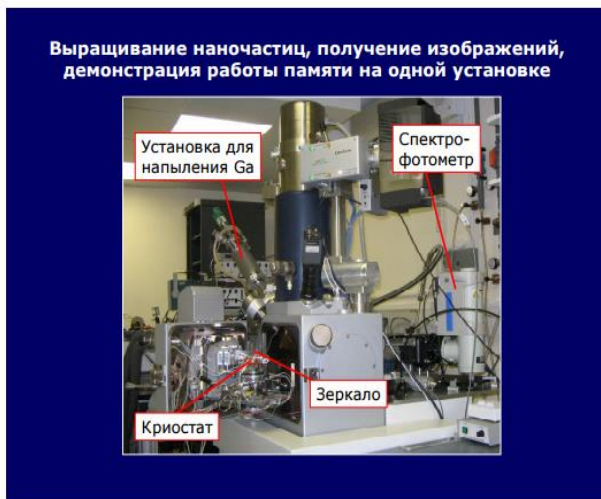 Выращивание наночастиц, получение изображений,
демонстрация работы памяти на одной установке
Установка для
напыления Ga
Спектро-
фотометр
Зеркало
Криостат